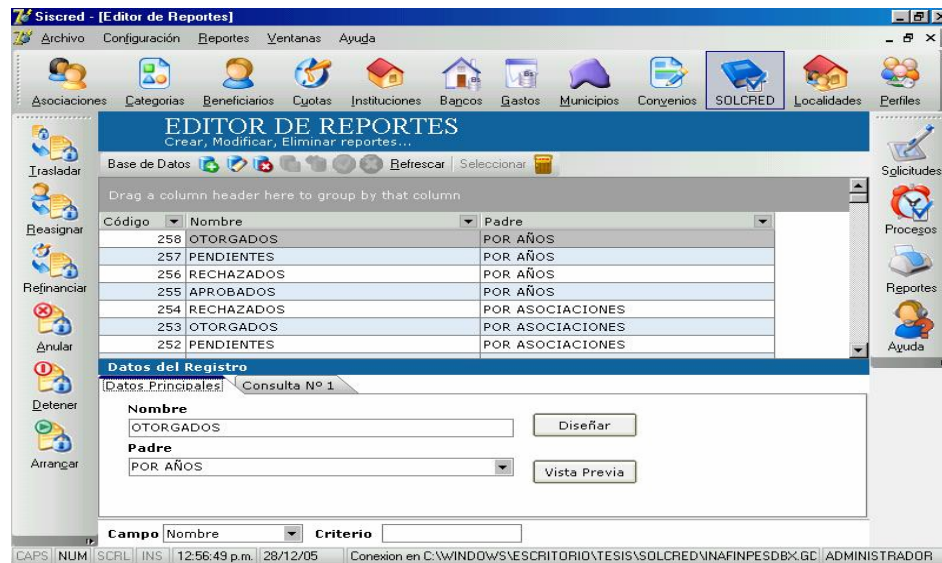 Siscred - [Editor de Reportes]
Archivo Configuración Reportes Ventanas Ayuda
Asociaciones Categorias Beneficiarios Cuotas Instituciones Bancos Gastos Municipios Convenios SOLCRED Localidades Perfiles
EDITOR DE REPORTES
Crear, Modificar, Eliminar reportes...
Base de Datos Refrescar Seleccionar
Drag a column header here to group by that column
Código Nombre Padre
258 OTORGADOS POR AÑOS
257 PENDIENTES POR AÑOS
256 RECHAZADOS POR AÑOS
255 APROBADOS POR AÑOS
254 RECHAZADOS POR ASOCIACIONES
253 OTORGADOS POR ASOCIACIONES
252 PENDIENTES POR ASOCIACIONES
Trasladar
Reasignar
Refinanciar
Anular
Detener
Arrancar
Solicitudes
Procesos
Reportes
Ayuda
Datos del Registro
Datos Principales Consulta Nº 1
Nombre
OTORGADOS
Diseñar
Padre
POR AÑOS
Vista Previa
Campo Nombre Criterio
CAPS NUM SCRL INS 12:56:49 p.m. 28/12/05 Conexion en C:\WINDOWS\ESCRITORIO\TESIS\SOLCRED\INAFINPESDBX.GC ADMINISTRADOR